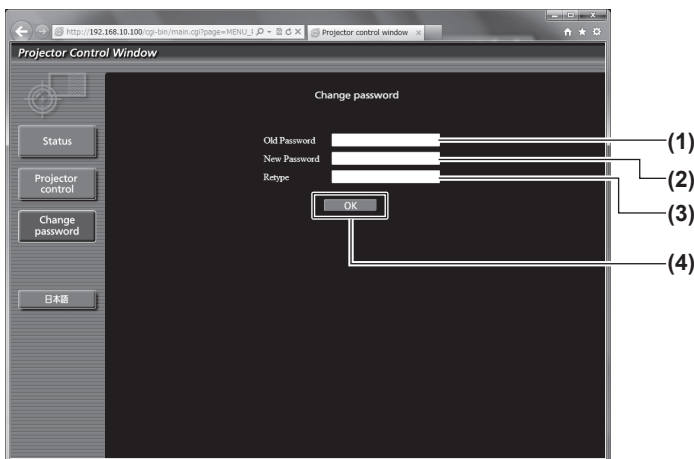 http://192.168.10.100/cgi-bin/main.cgi?page=MENU_
Projector control window
Projector Control Window
Change password
Status
Old Password
(1)
New Password
(2)
Projector
control
Retype
(3)
OK
Change
password
(4)
日本語